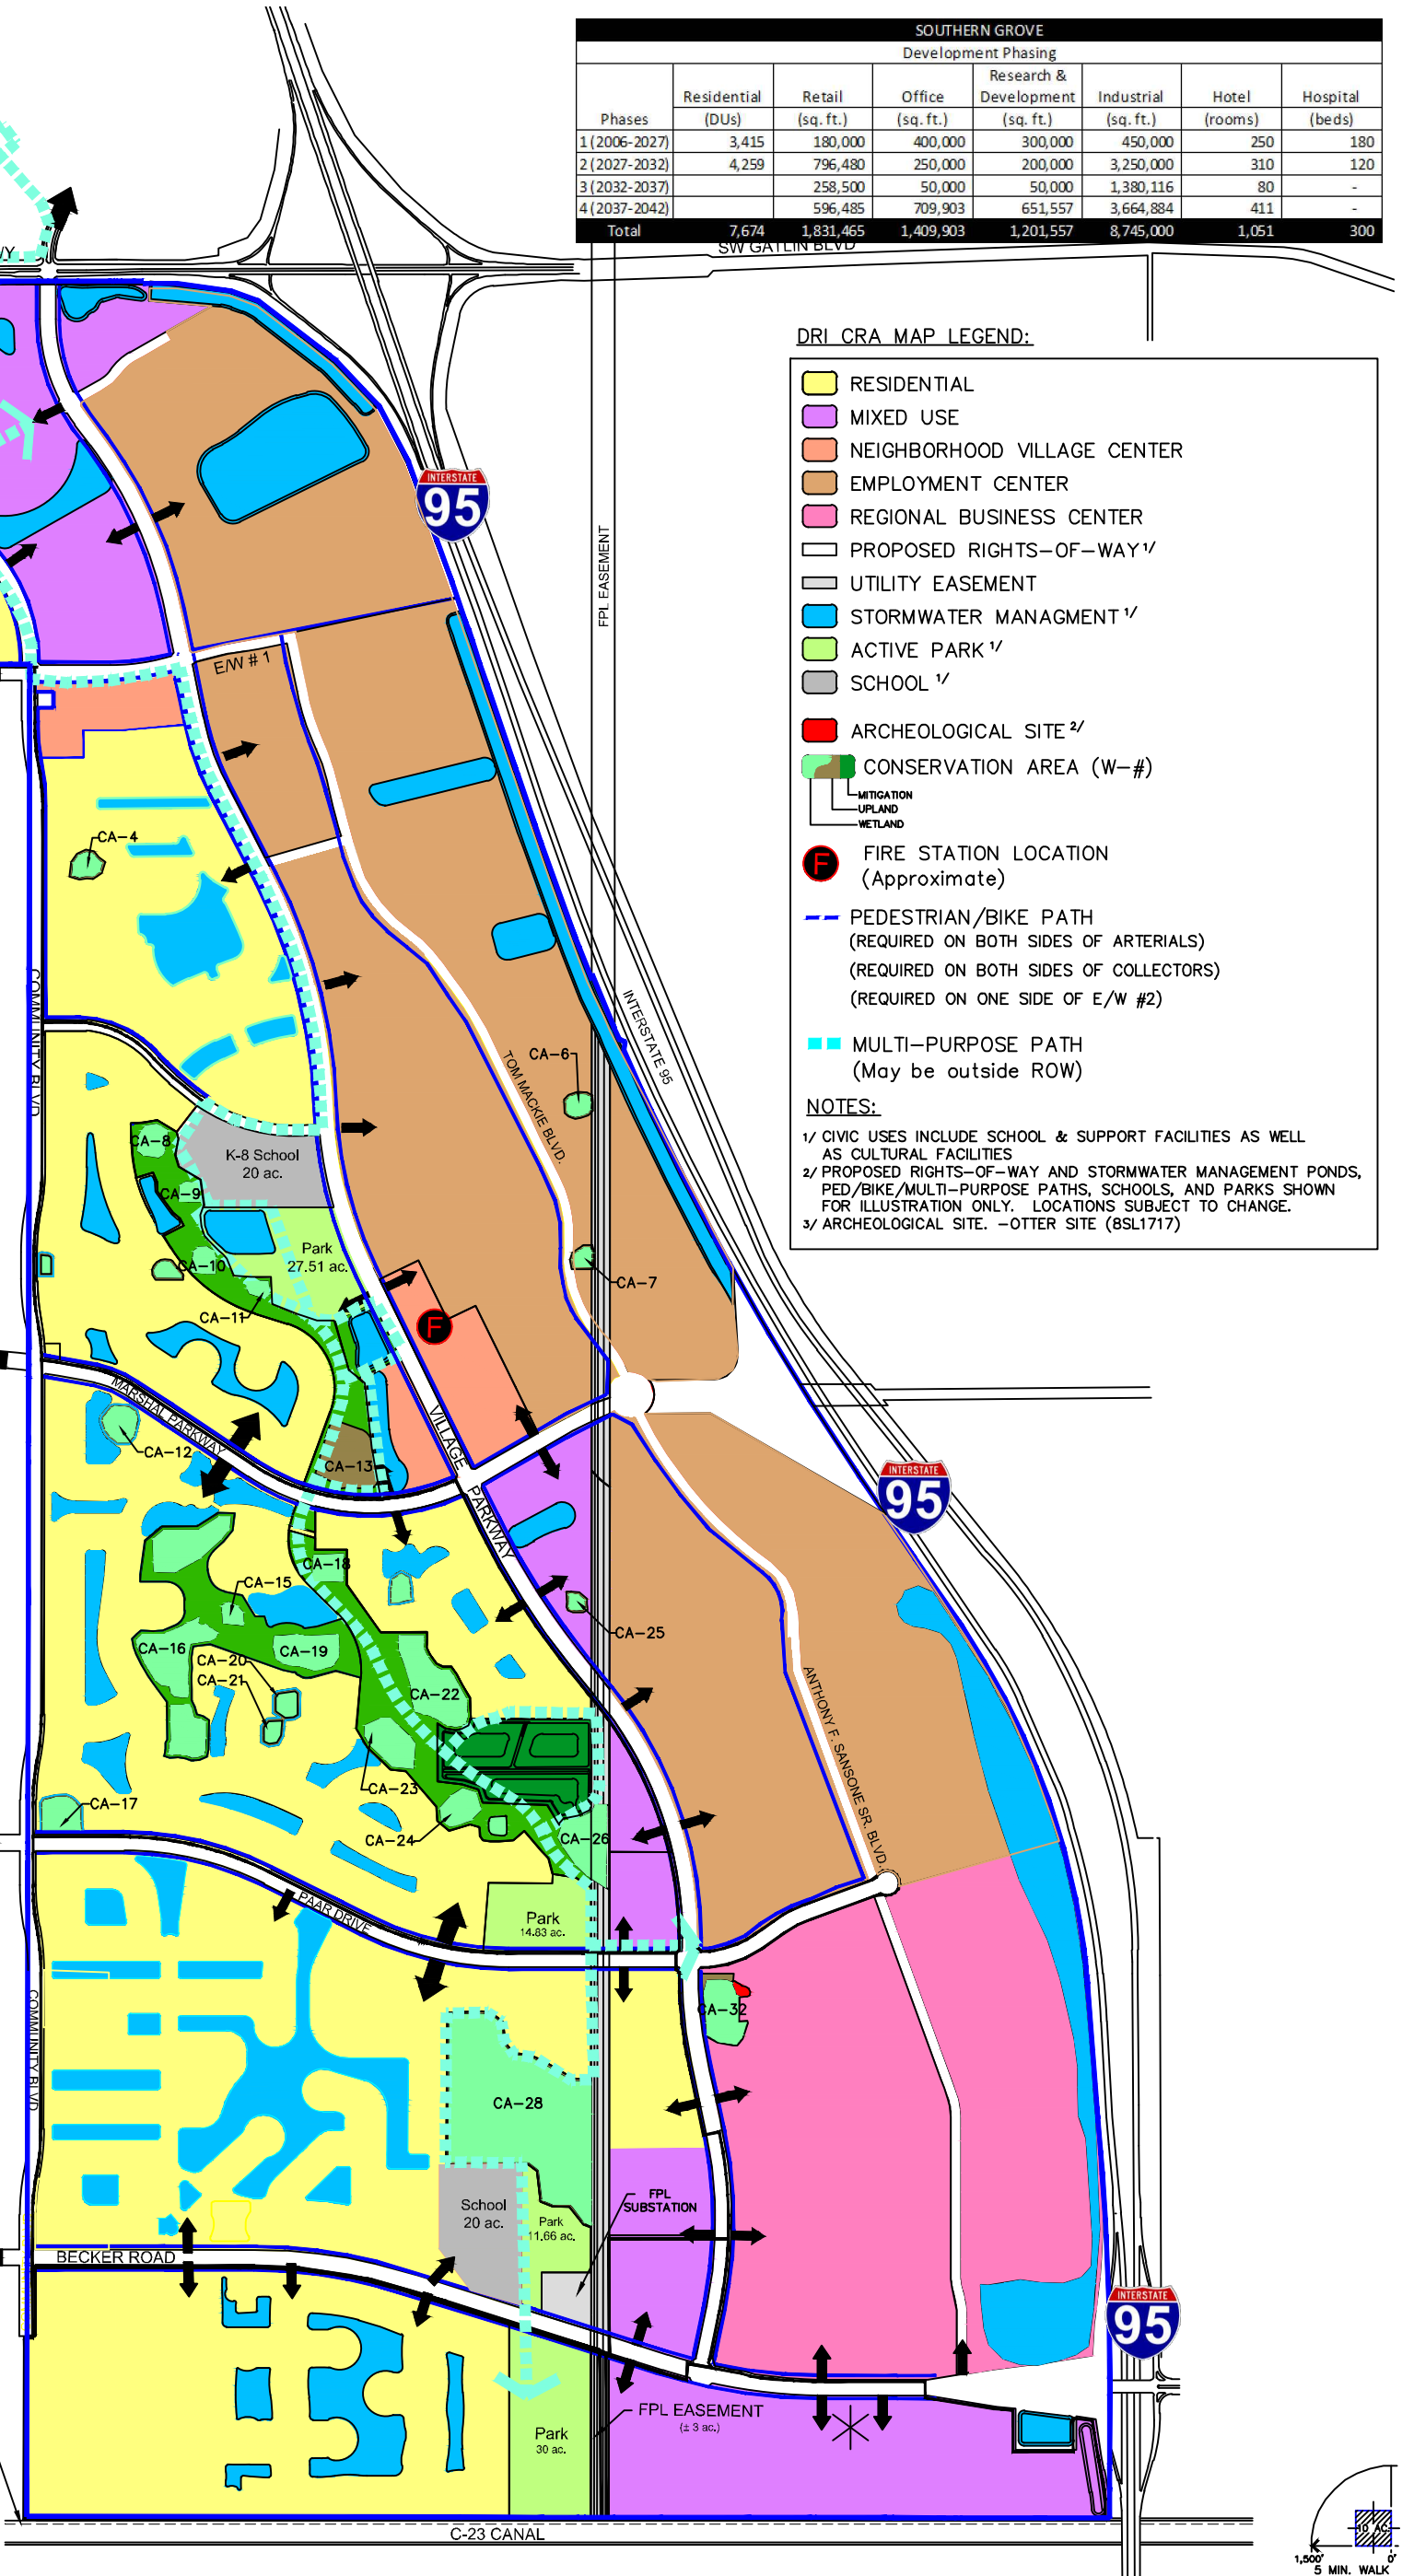 SOUTHERN GROVE
Development Phasing
Phases Residential (DUs) Retail (sq. ft.) Office (sq. ft.) Research & Development (sq. ft.) Industrial (sq. ft.) Hotel (rooms) Hospital (beds)
1 (2006-2027) 3,415 180,000 400,000 300,000 450,000 250 180
2 (2027-2032) 4,259 796,480 250,000 200,000 3,250,000 310 120
3 (2032-2037) 258,500 50,000 50,000 1,380,116 80 -
4 (2037-2042) 596,485 709,903 651,557 3,664,884 411 -
Total 7,674 1,831,465 1,409,903 1,201,557 8,745,000 1,051 300
SW GATLIN BLVD
DRI CRA MAP LEGEND:
RESIDENTIAL
MIXED USE
NEIGHBORHOOD VILLAGE CENTER
EMPLOYMENT CENTER
REGIONAL BUSINESS CENTER
PROPOSED RIGHTS-OF-WAY 1/
UTILITY EASEMENT
STORMWATER MANAGMENT 1/
ACTIVE PARK 1/
SCHOOL 1/
ARCHEOLOGICAL SITE 2/
CONSERVATION AREA (W-#)
MITIGATION
UPLAND
WETLAND
F FIRE STATION LOCATION
(Approximate)
PEDESTRIAN/BIKE PATH
(REQUIRED ON BOTH SIDES OF ARTERIALS)
(REQUIRED ON BOTH SIDES OF COLLECTORS)
(REQUIRED ON ONE SIDE OF E/W #2)
MULTI-PURPOSE PATH
(May be outside ROW)
NOTES:
1/ CIVIC USES INCLUDE SCHOOL & SUPPORT FACILITIES AS WELL
AS CULTURAL FACILITIES
2/ PROPOSED RIGHTS-OF-WAY AND STORMWATER MANAGEMENT PONDS,
PED/BIKE/MULTI-PURPOSE PATHS, SCHOOLS, AND PARKS SHOWN
FOR ILLUSTRATION ONLY. LOCATIONS SUBJECT TO CHANGE.
3/ ARCHEOLOGICAL SITE. -OTTER SITE (8SL1717)
INTERSTATE
95
FPL EASEMENT
E/W # 1
CA-4
COMMUNITY BLVD
INTERSTATE 95
TOM MACKIE BLVD.
CA-6
CA-8
K-8 School
20 ac.
CA-9
Park
27.51 ac.
CA-10
CA-7
CA-11
F
MARSHAL PARKWAY
VILLAGE PARKWAY
CA-12
CA-13
INTERSTATE
95
CA-18
CA-15
CA-25
CA-16
CA-19
CA-20
CA-21
CA-22
ANTHONY F. SANSONE SR. BLVD.
CA-23
CA-17
CA-24
CA-26
PAAR DRIVE
Park
14.83 ac.
COMMUNITY BLVD
CA-32
CA-28
FPL
SUBSTATION
School
20 ac.
Park
11.66 ac.
BECKER ROAD
INTERSTATE
95
FPL EASEMENT
(± 3 ac.)
Park
30 ac.
C-23 CANAL
10 AC.
1,500' 0'
5 MIN. WALK